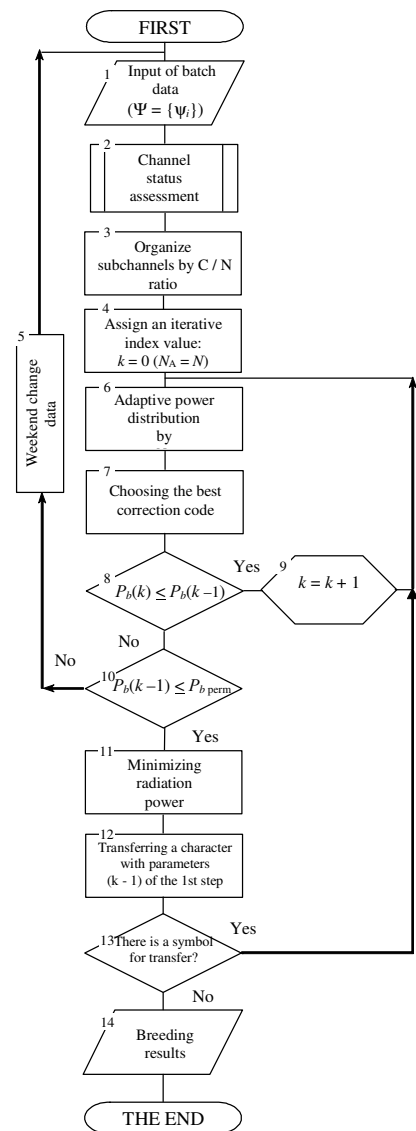 FIRST
1
Input of batch
data
(Ψ = {ψi})
2
Channel
status
assessment
3
Organize
subchannels by C / N
ratio
4
Assign an iterative
index value:
k = 0 (NA = N)
5
Weekend change
data
6
Adaptive power
distribution
by
7
Choosing the best
correction code
8
Pb(k) ≤ Pb(k−1)
Yes
9
k = k + 1
No
No
10
Pb(k−1) ≤ Pb perm
Yes
11
Minimizing
radiation
power
12
Transferring a character
with parameters
(k - 1) of the 1st step
Yes
13
There is a symbol
for transfer?
No
14
Breeding
results
THE END